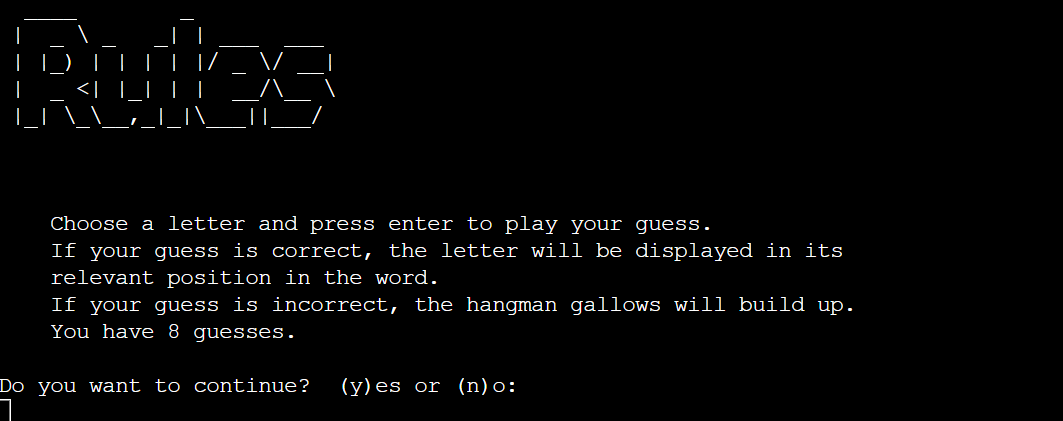 Rules
Choose a letter and press enter to play your guess.
If your guess is correct, the letter will be displayed in its
relevant position in the word.
If your guess is incorrect, the hangman gallows will build up.
You have 8 guesses.
Do you want to continue?  (y)es or (n)o: